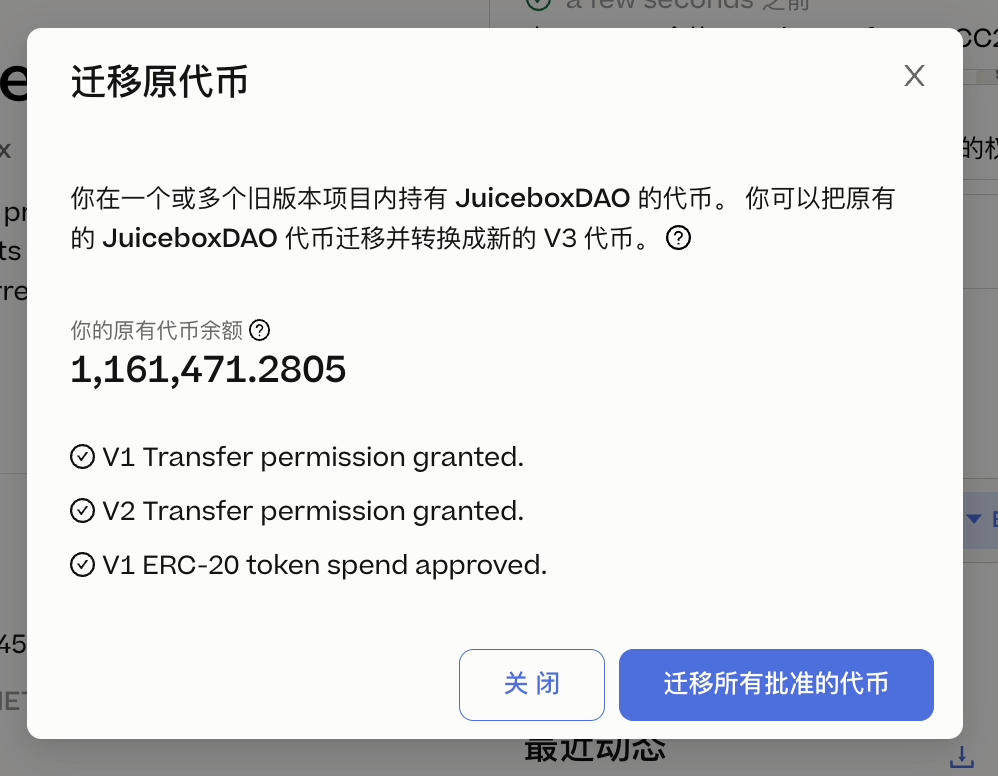 a few seconds 之前
迁移原代币
你在一个或多个旧版本项目内持有 JuiceboxDAO 的代币。 你可以把原有
的 JuiceboxDAO 代币迁移并转换成新的 V3 代币。
你的原有代币余额
1,161,471.2805
V1 Transfer permission granted.
V2 Transfer permission granted.
V1 ERC-20 token spend approved.
关 闭
迁移所有批准的代币
最近动态